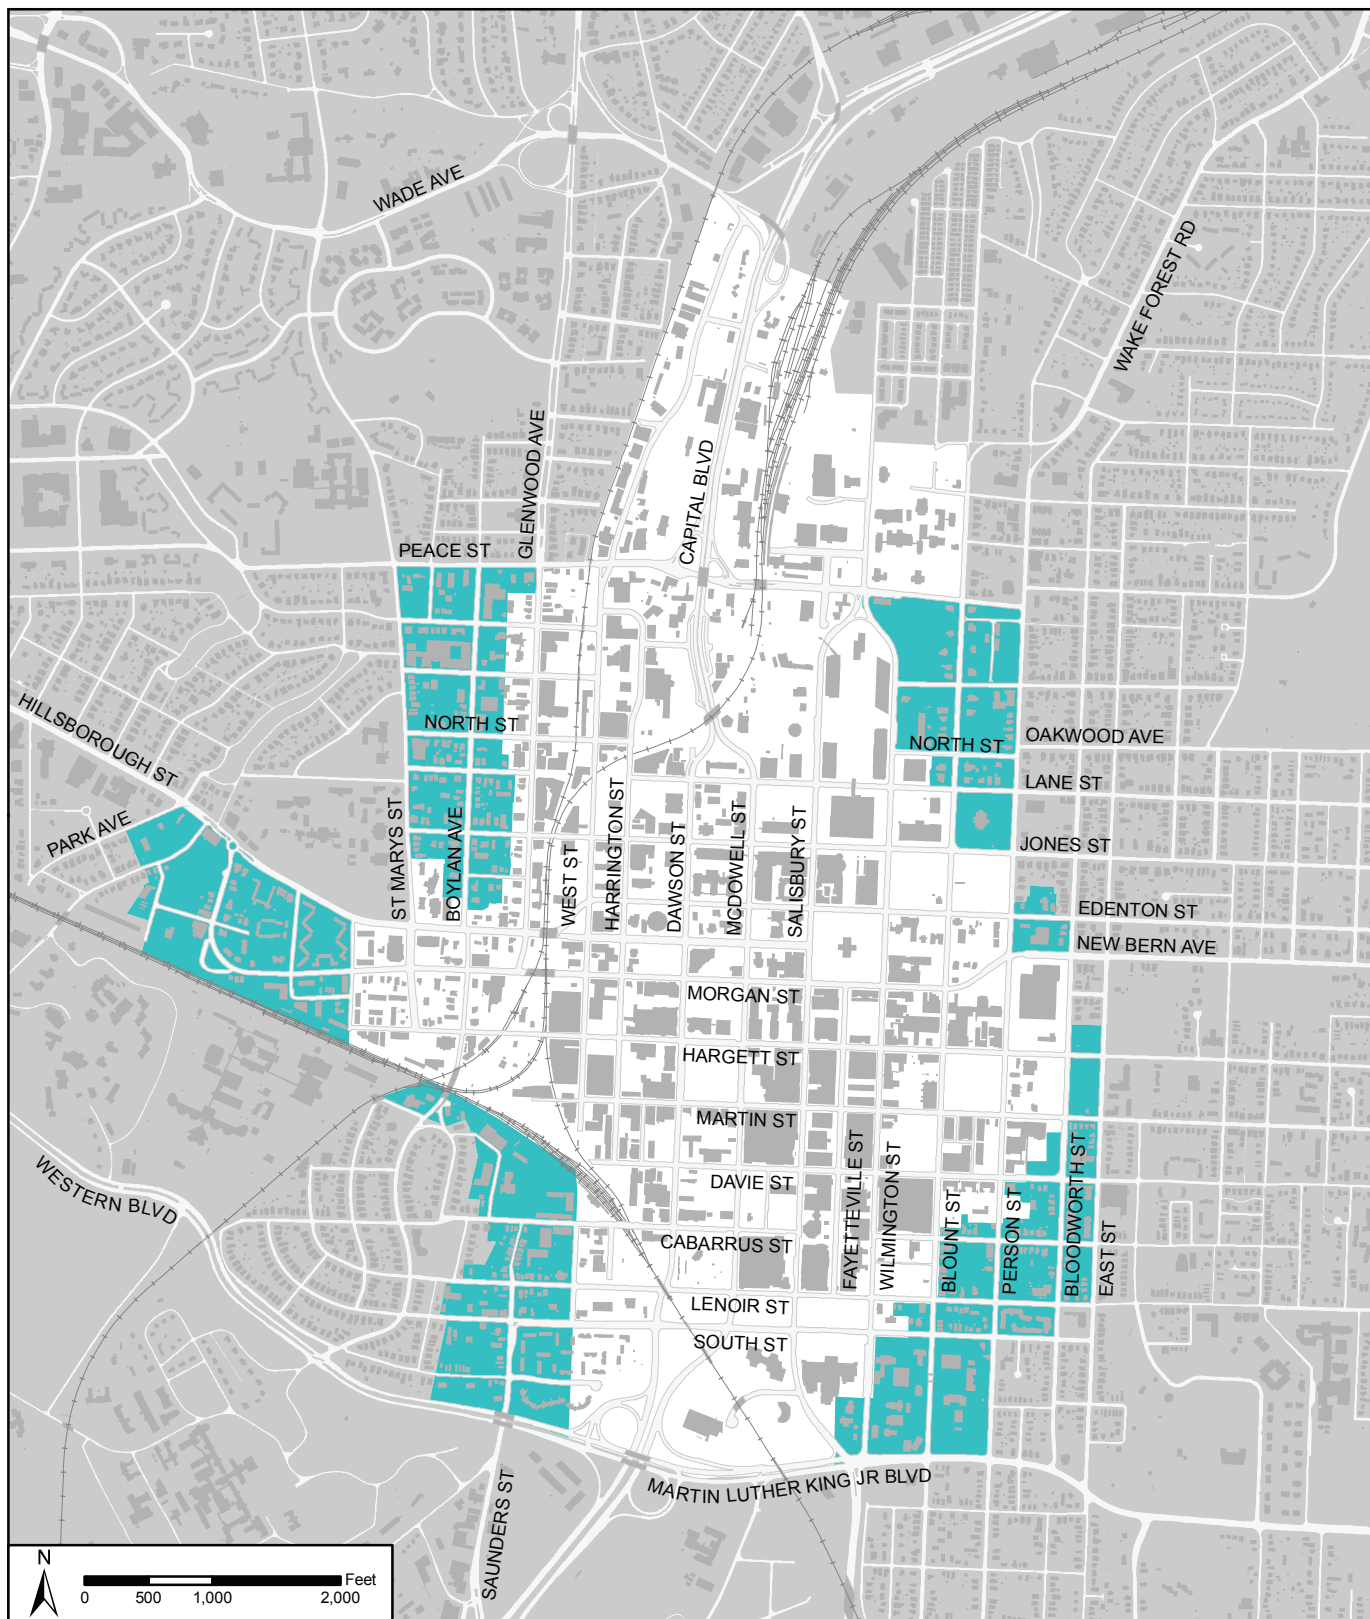 WADE AVE
WAKE FOREST RD
GLENWOOD AVE
CAPITAL BLVD
PEACE ST
HILLSBOROUGH ST
NORTH ST
NORTH ST
OAKWOOD AVE
LANE ST
PARK AVE
ST MARYS ST
BOYLAN AVE
WEST ST
HARRINGTON ST
DAWSON ST
MCDOWELL ST
SALISBURY ST
JONES ST
EDENTON ST
NEW BERN AVE
MORGAN ST
HARGETT ST
MARTIN ST
WESTERN BLVD
DAVIE ST
FAYETTEVILLE ST
WILMINGTON ST
BLOUNT ST
PERSON ST
BLOODWORTH ST
EAST ST
CABARRUS ST
LENOIR ST
SOUTH ST
MARTIN LUTHER KING JR BLVD
SAUNDERS ST
N
Feet
0 500 1,000 2,000